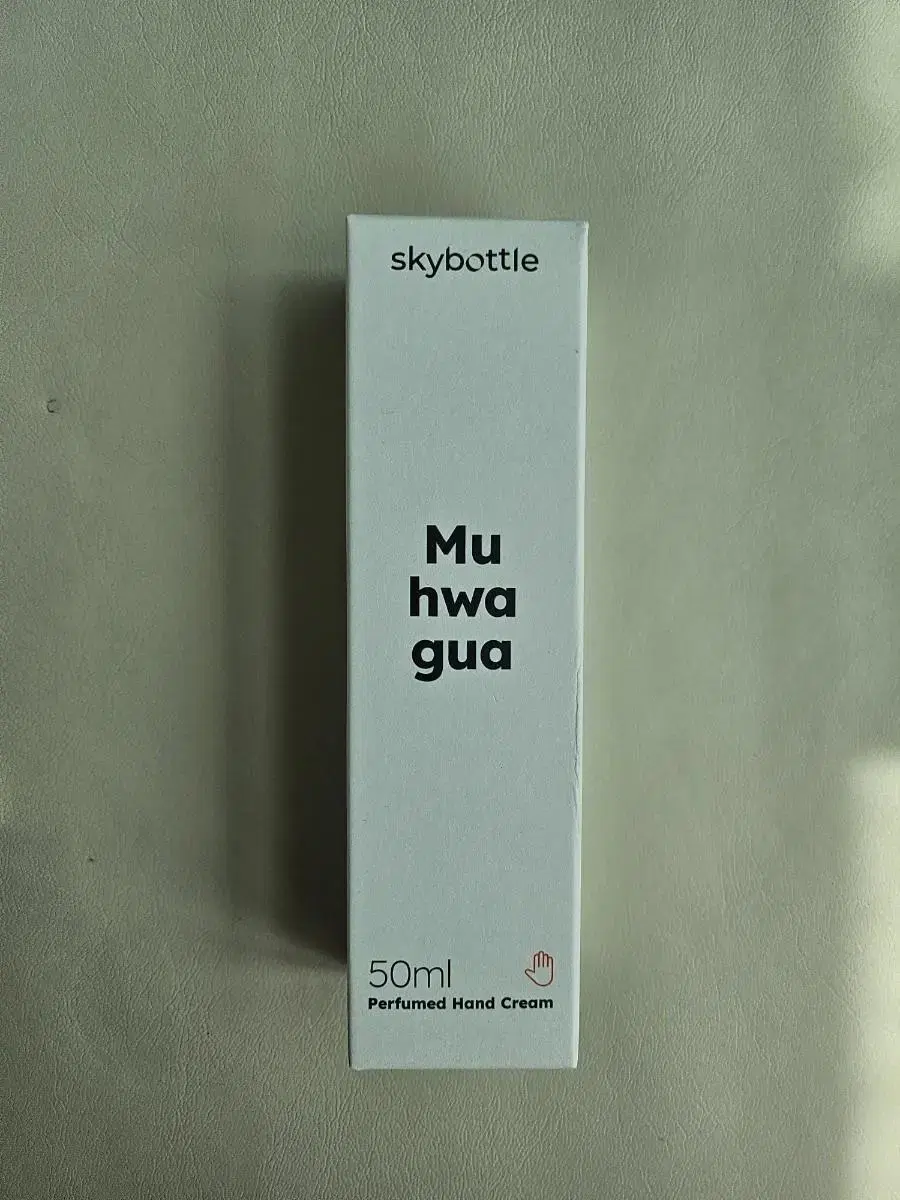 skybottle
Mu
hwa
gua
50ml
Perfumed Hand Cream